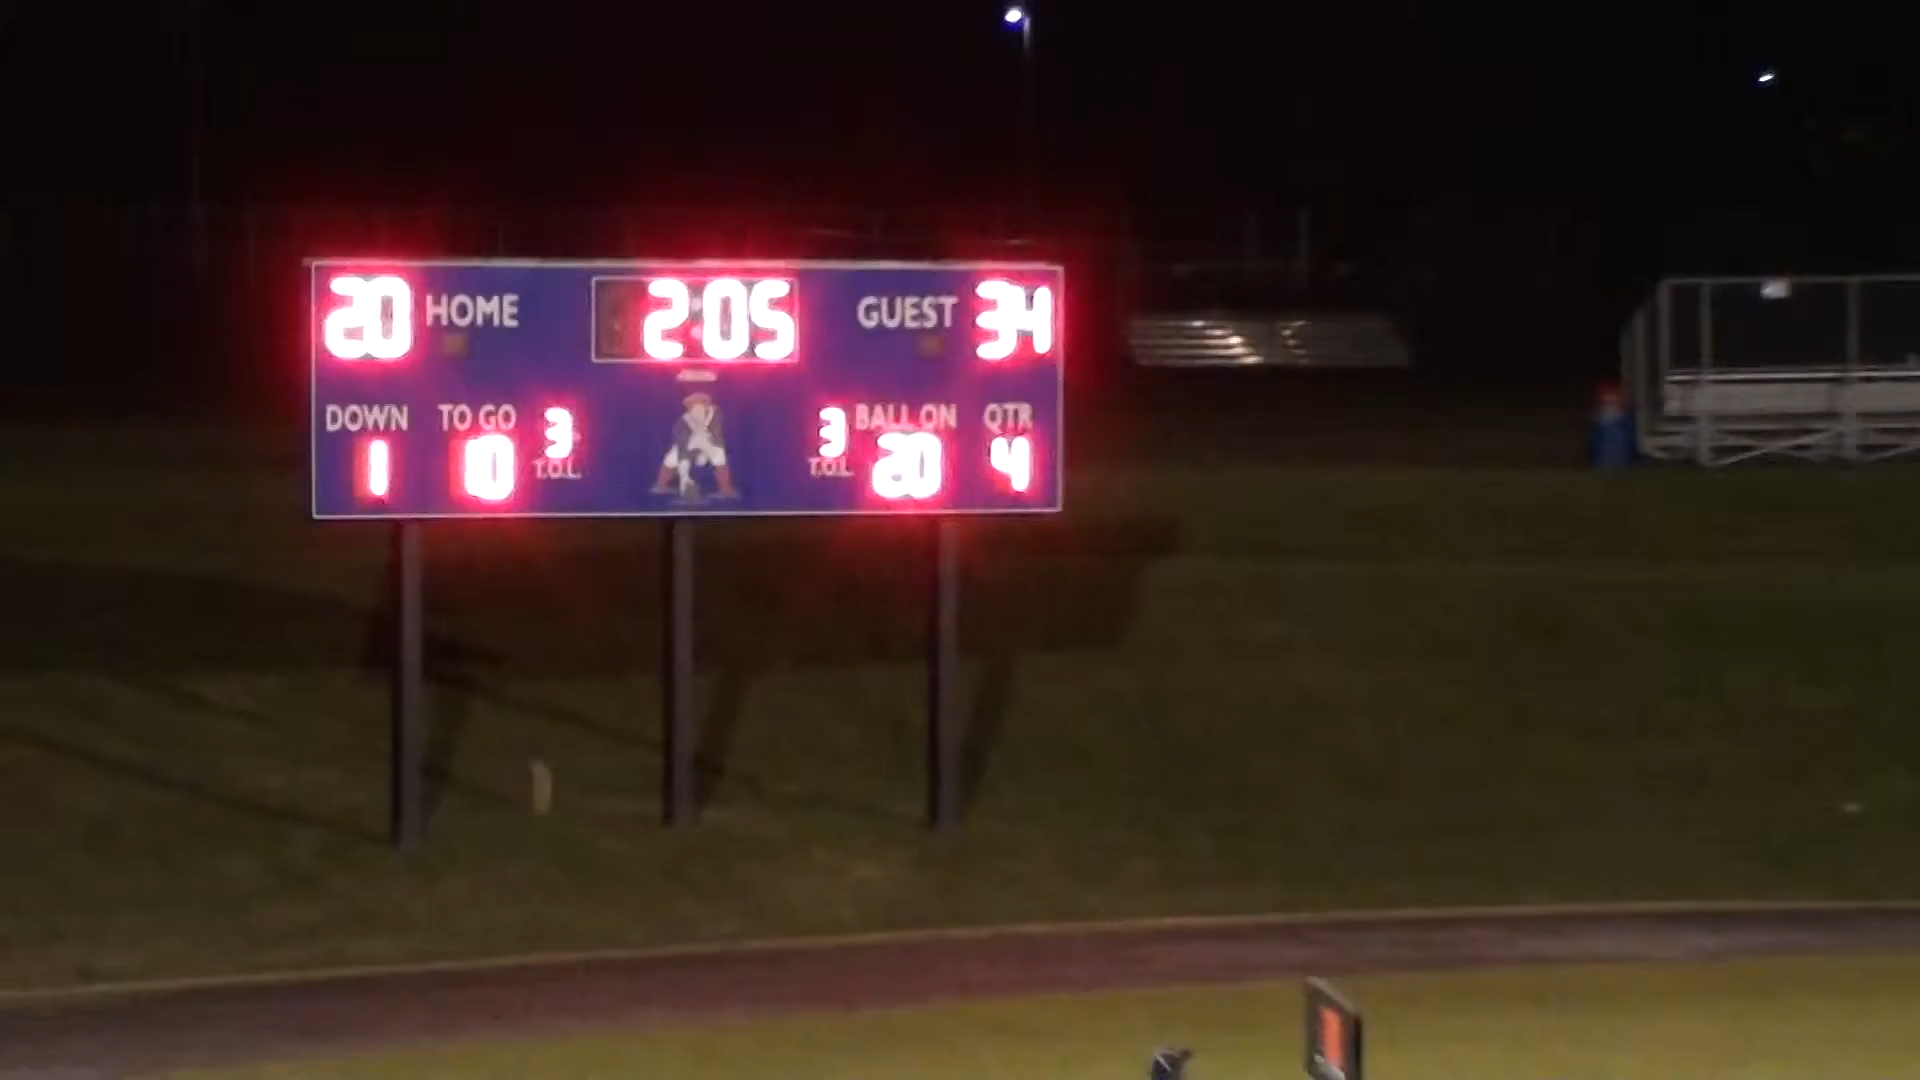 20 HOME 2:05 GUEST 34
DOWN TO GO 3 3 BALL ON QTR
1 10 T.O.L. T.O.L. 20 4